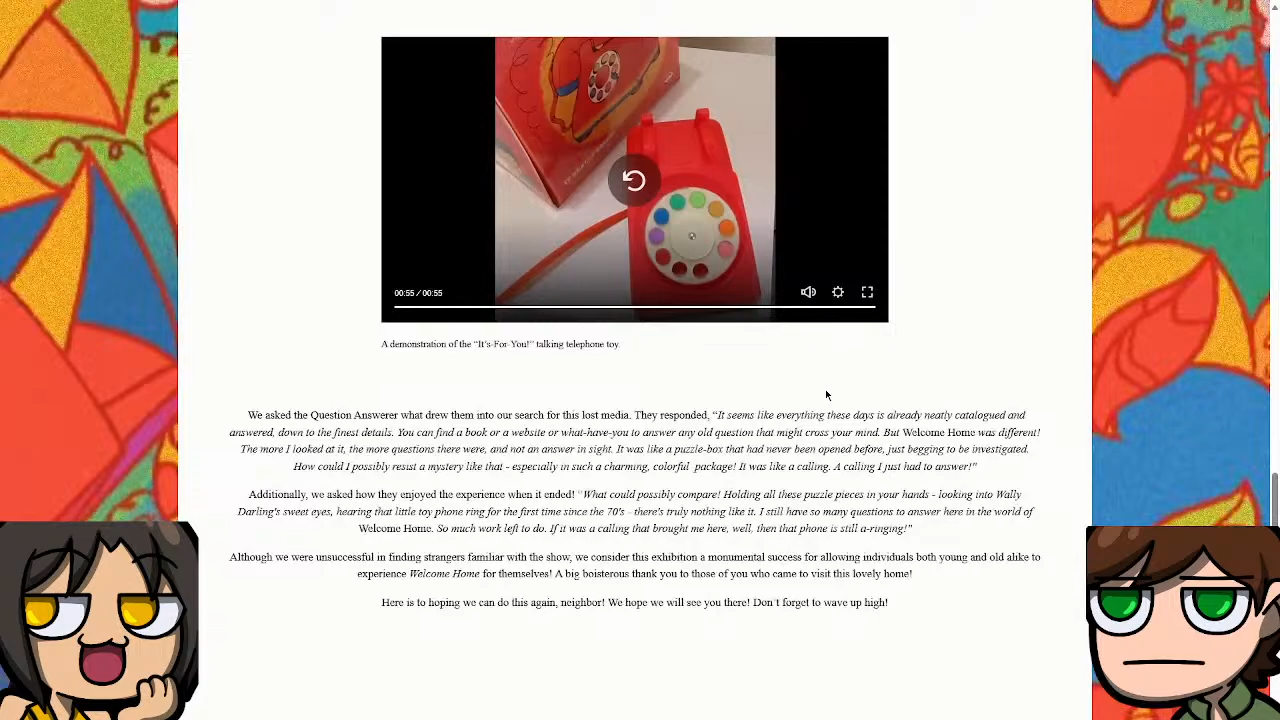 00:55 / 00:55
A demonstration of the “It's-For-You!” talking telephone toy.
We asked the Question Answerer what drew them into our search for this lost media. They responded, “It seems like everything these days is already neatly catalogued and
answered, down to the finest details. You can find a book or a website or what-have-you to answer any old question that might cross your mind. But Welcome Home was different!
The more I looked at it, the more questions there were, and not an answer in sight. It was like a puzzle-box that had never been opened before, just begging to be investigated.
How could I possibly resist a mystery like that - especially in such a charming, colorful package! It was like a calling. A calling I just had to answer!”
Additionally, we asked how they enjoyed the experience when it ended! “What could possibly compare! Holding all these puzzle pieces in your hands - looking into Wally
Darling's sweet eyes, hearing that little toy phone ring for the first time since the 70's - there's truly nothing like it. I still have so many questions to answer here in the world of
Welcome Home. So much work left to do. If it was a calling that brought me here, well, then that phone is still a-ringing!”
Although we were unsuccessful in finding strangers familiar with the show, we consider this exhibition a monumental success for allowing individuals both young and old alike to
experience Welcome Home for themselves! A big boisterous thank you to those of you who came to visit this lovely home!
Here is to hoping we can do this again, neighbor! We hope we will see you there! Don't forget to wave up high!